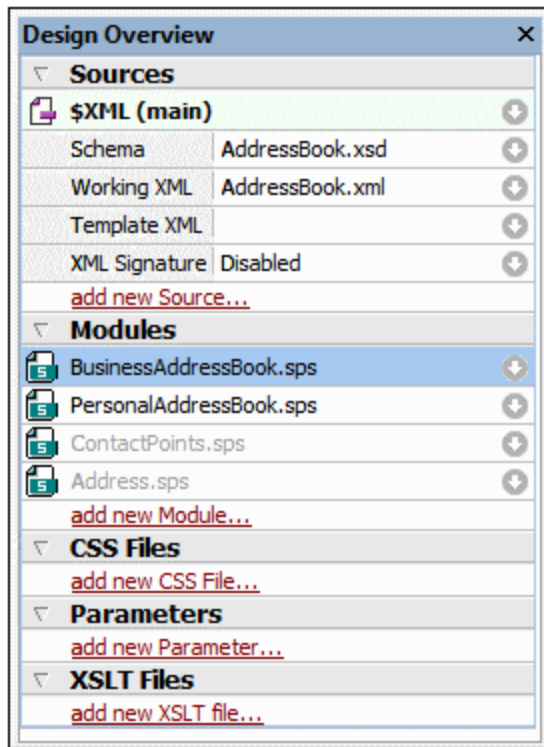 Design Overview
Sources
$XML (main)
Schema AddressBook.xsd
Working XML AddressBook.xml
Template XML
XML Signature Disabled
add new Source...
Modules
BusinessAddressBook.sps
PersonalAddressBook.sps
ContactPoints.sps
Address.sps
add new Module...
CSS Files
add new CSS File...
Parameters
add new Parameter...
XSLT Files
add new XSLT file...